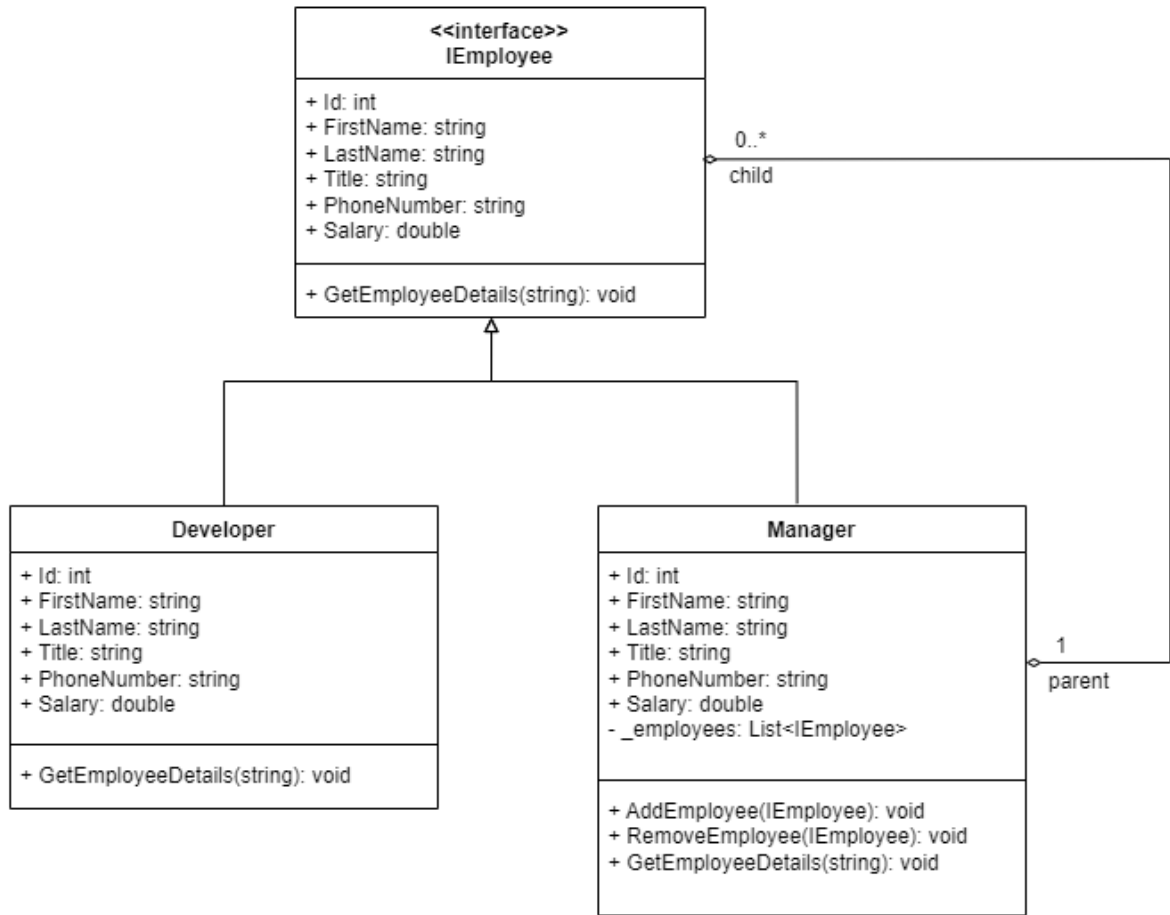 <<interface>>
IEmployee
+ Id: int
+ FirstName: string
+ LastName: string
+ Title: string
+ PhoneNumber: string
+ Salary: double
+ GetEmployeeDetails(string): void
0..*
child
Developer
+ Id: int
+ FirstName: string
+ LastName: string
+ Title: string
+ PhoneNumber: string
+ Salary: double
+ GetEmployeeDetails(string): void
Manager
+ Id: int
+ FirstName: string
+ LastName: string
+ Title: string
+ PhoneNumber: string
+ Salary: double
- _employees: List<IEmployee>
+ AddEmployee(IEmployee): void
+ RemoveEmployee(IEmployee): void
+ GetEmployeeDetails(string): void
1
parent